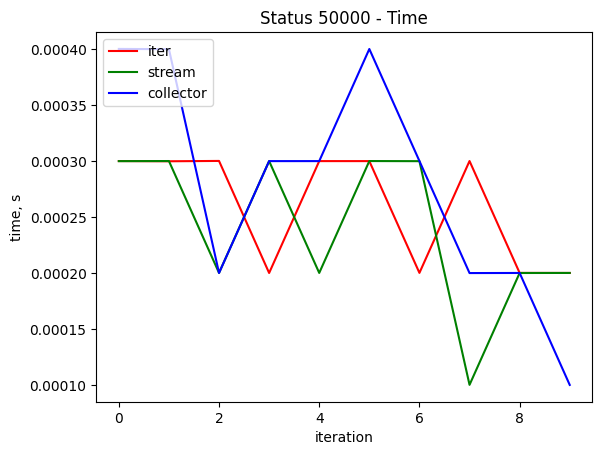 Status 50000 - Time
iter
stream
collector
time, s
0.00040
0.00035
0.00030
0.00025
0.00020
0.00015
0.00010
0 2 4 6 8
iteration